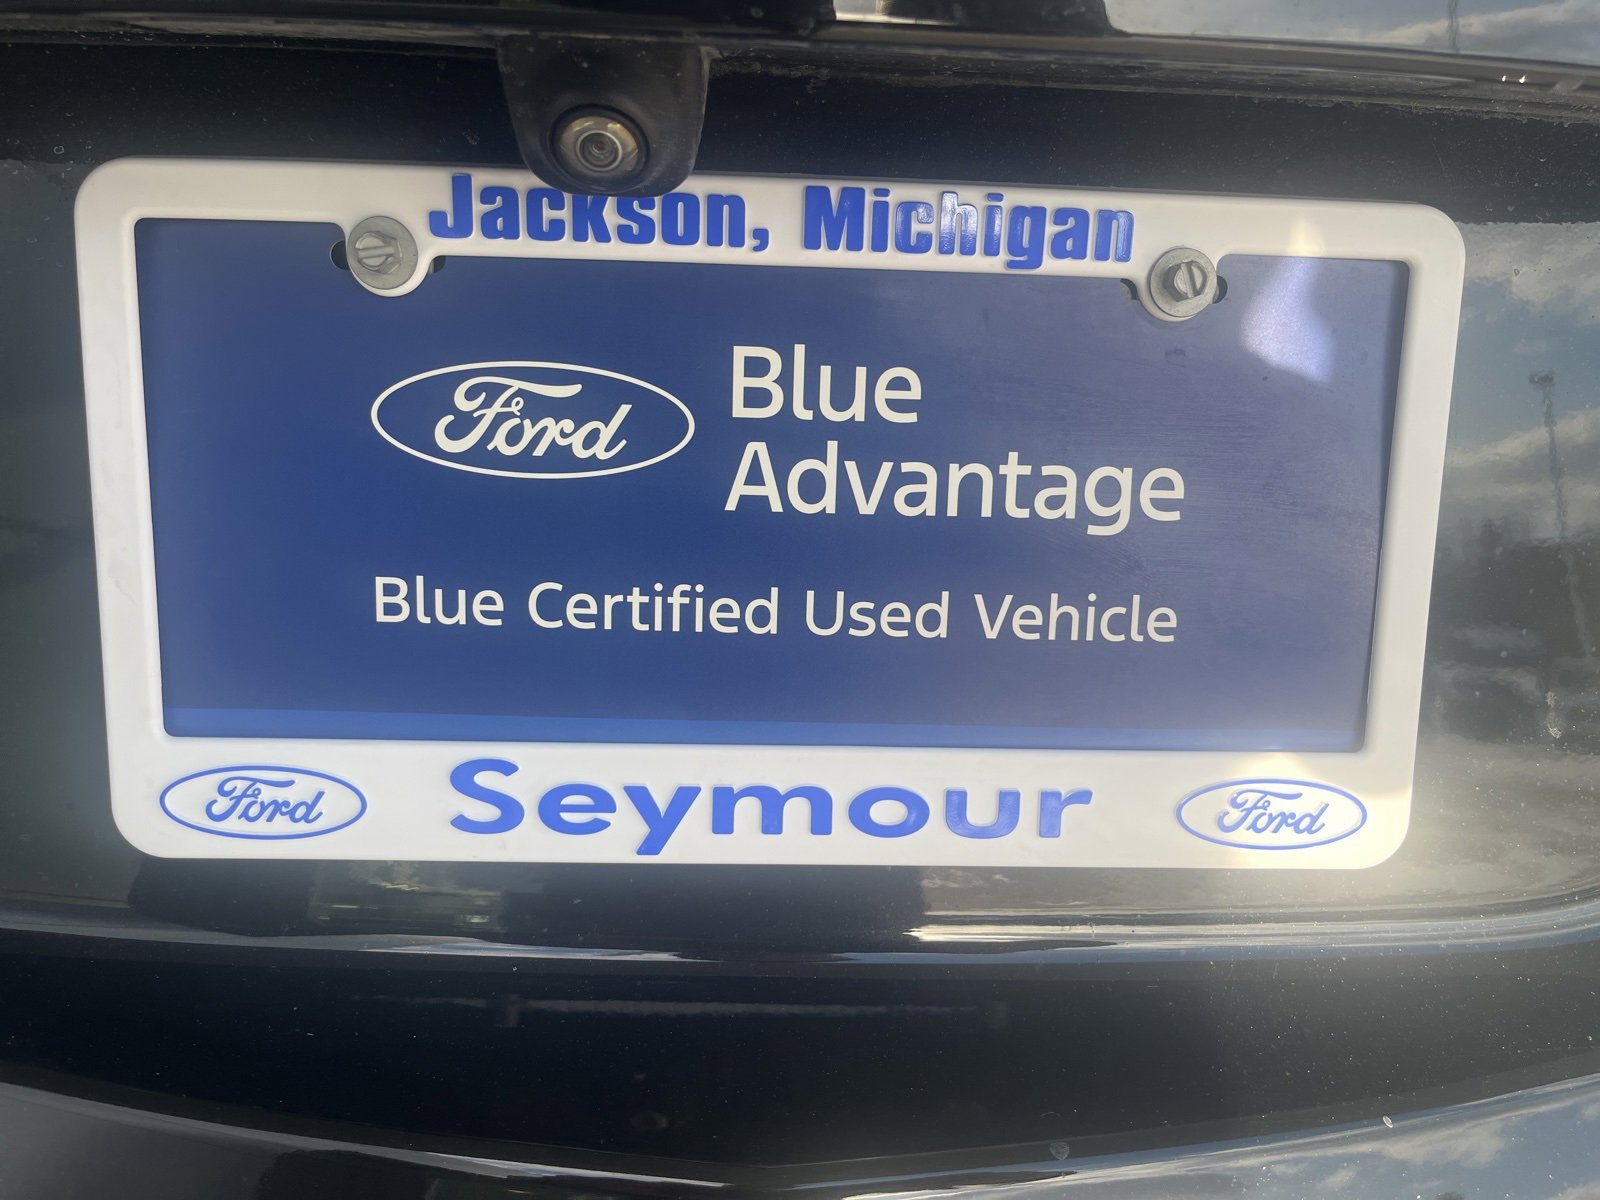 Jackson, Michigan
Ford
Blue
Advantage
Blue Certified Used Vehicle
Ford Seymour Ford